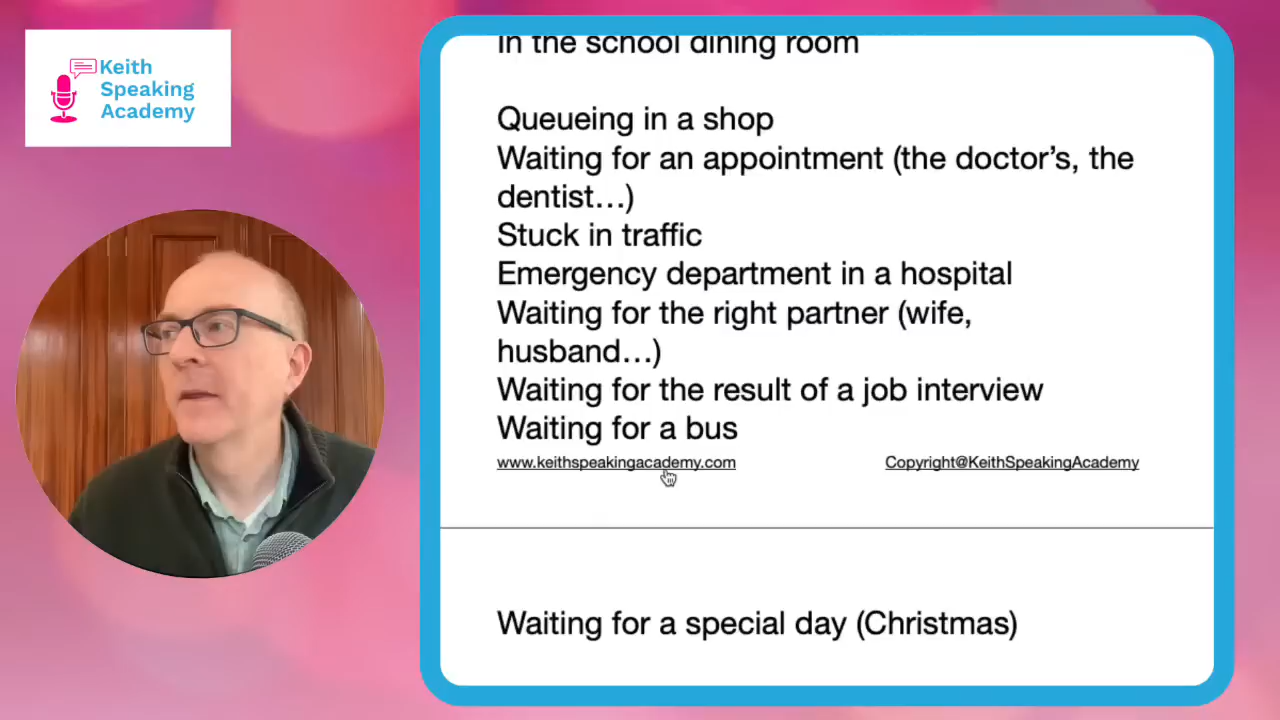 Keith
Speaking
Academy
In the school dining room
Queueing in a shop
Waiting for an appointment (the doctor’s, the
dentist…)
Stuck in traffic
Emergency department in a hospital
Waiting for the right partner (wife,
husband…)
Waiting for the result of a job interview
Waiting for a bus
www.keithspeakingacademy.com
Copyright@KeithSpeakingAcademy
Waiting for a special day (Christmas)